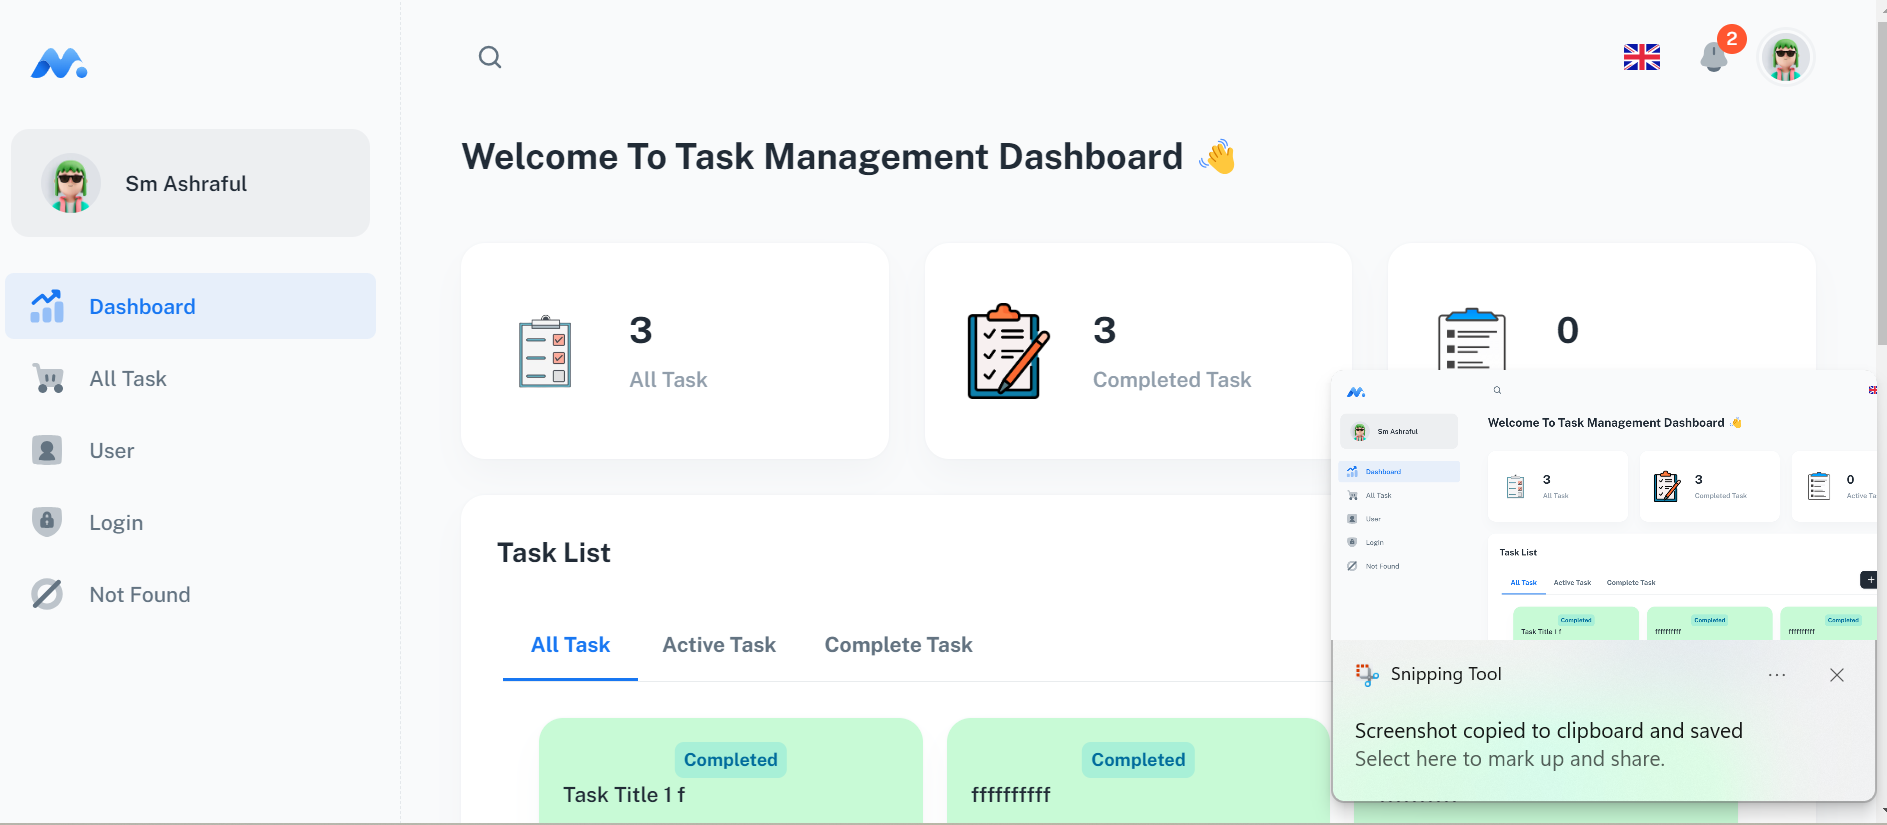 2
Sm Ashraful
Dashboard
All Task
User
Login
Not Found
Welcome To Task Management Dashboard 👋
3
All Task
3
Completed Task
0
Task List
All Task
Active Task
Complete Task
Completed
Task Title 1 f
Completed
ffffffffff
Sm Ashraful
Dashboard
All Task
User
Login
Not Found
Welcome To Task Management Dashboard 👋
3
All Task
3
Completed Task
0
Active Ta
Task List
All Task
Active Task
Complete Task
+
Completed
Task Title 1 f
Completed
ffffffffff
Completed
ffffffffff
Snipping Tool
Screenshot copied to clipboard and saved
Select here to mark up and share.